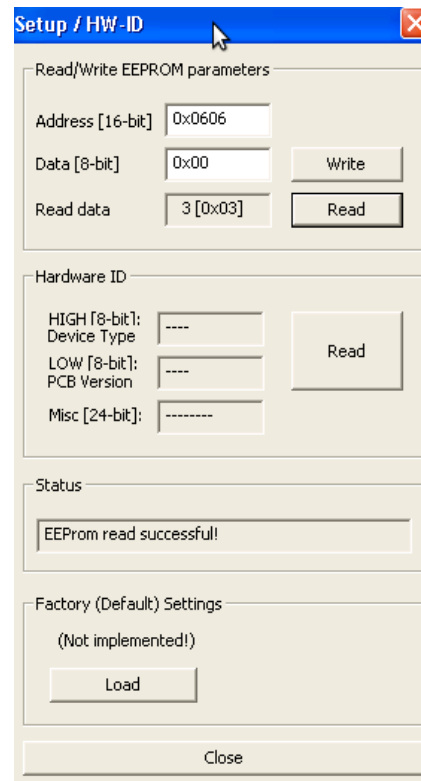 Setup / HW-ID
Read/Write EEPROM parameters
Address [16-bit] 0x0606
Data [8-bit] 0x00 Write
Read data 3 [0x03] Read
Hardware ID
HIGH [8-bit]: ----
Device Type
Read
LOW [8-bit]: ----
PCB Version
Misc [24-bit]: --------
Status
EEProm read successful!
Factory (Default) Settings
(Not implemented!)
Load
Close